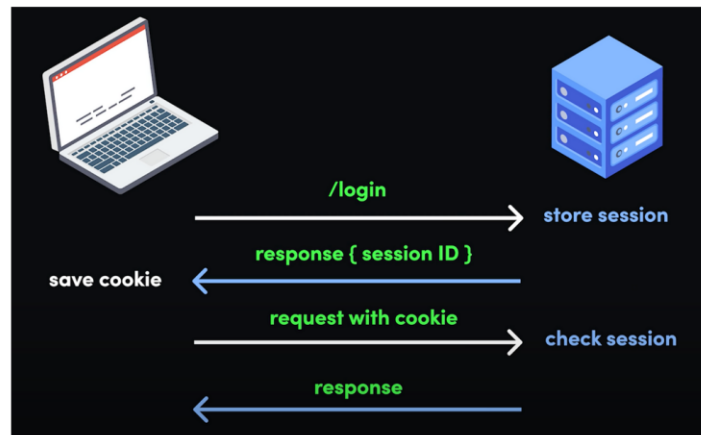 /login
store session
response { session ID }
save cookie
request with cookie
check session
response